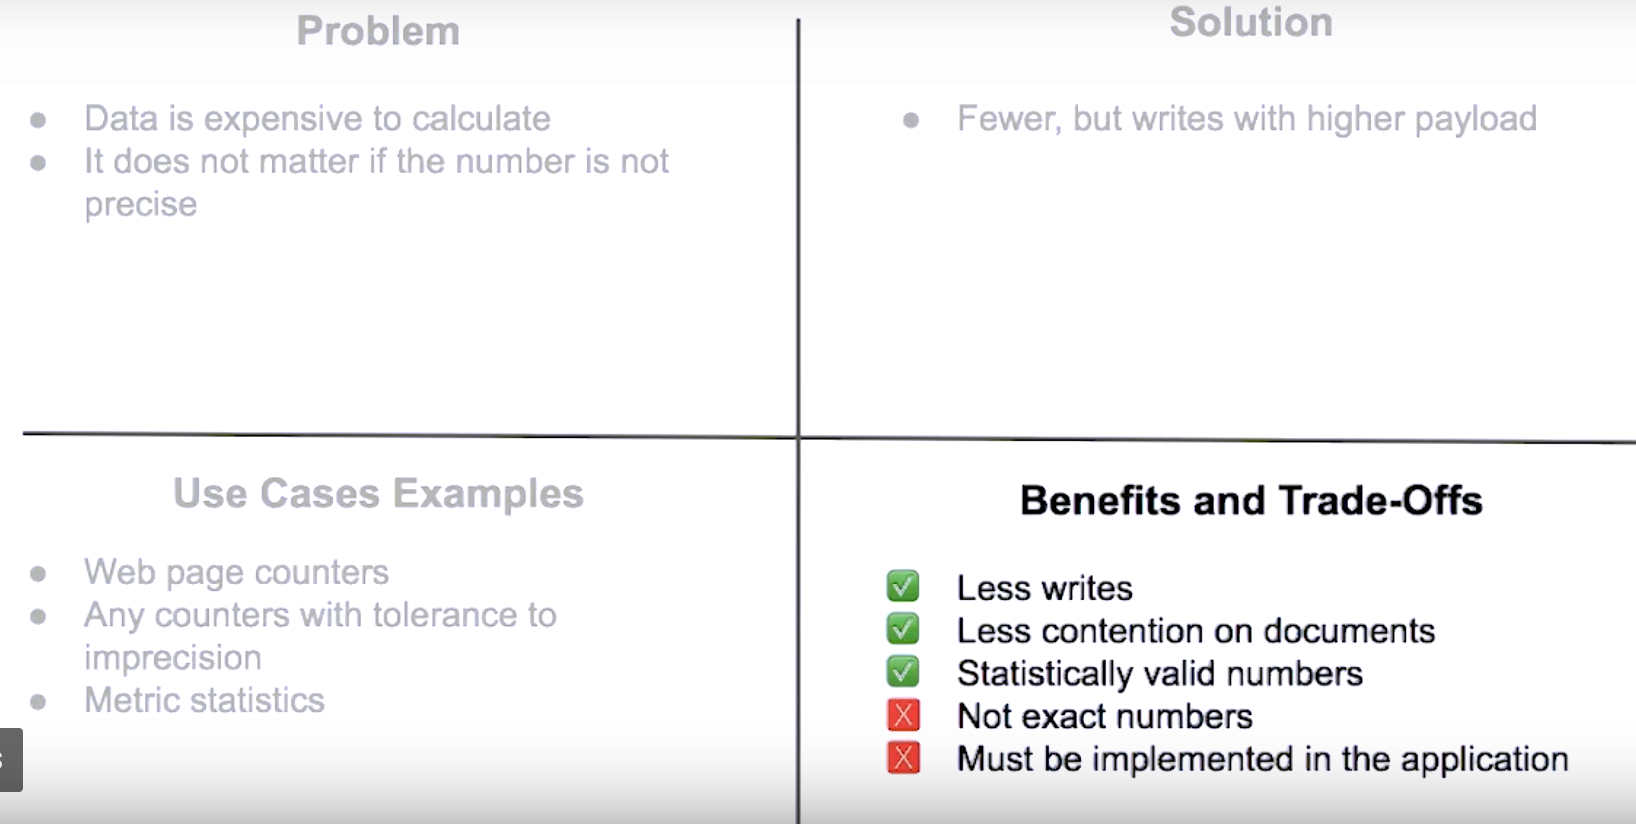 Problem
Data is expensive to calculate
It does not matter if the number is not
precise
Solution
Fewer, but writes with higher payload
Use Cases Examples
Web page counters
Any counters with tolerance to
imprecision
Metric statistics
Benefits and Trade-Offs
Less writes
Less contention on documents
Statistically valid numbers
Not exact numbers
Must be implemented in the application